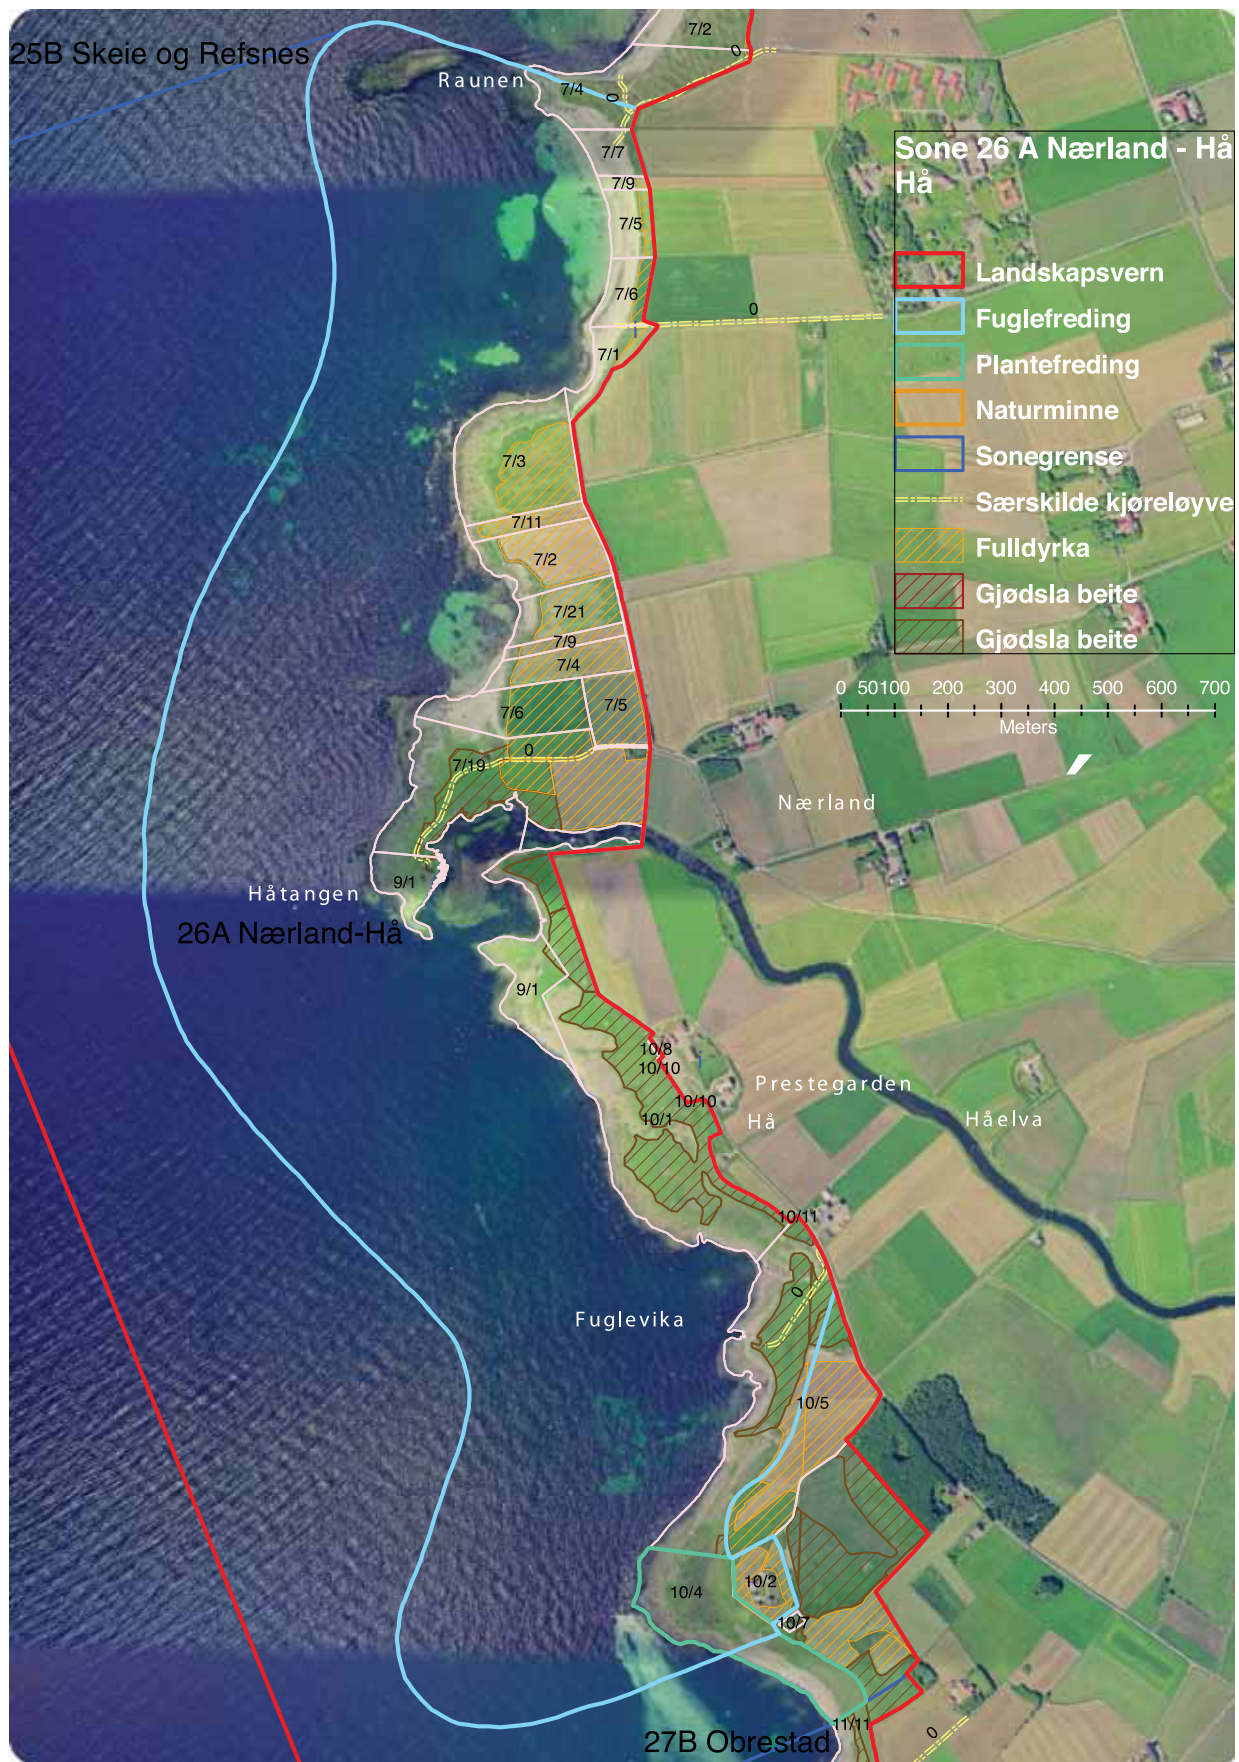 25B Skeie og Refsnes
7/2
0
Raunen
7/4
0
7/7
7/9
7/5
7/6
0
7/1
Sone 26 A Nærland - Hå
Hå
Landskapsvern
Fuglefreding
Plantefreding
Naturminne
Sonegrense
Særskilde kjøreløyve
Fulldyrka
Gjødsla beite
Gjødsla beite
0 50100 200 300 400 500 600 700
Meters
7/3
7/11
7/2
7/21
7/9
7/4
7/6
7/5
0
7/19
Nærland
9/1
Håtangen
26A Nærland-Hå
9/1
10/8
10/10
Prestegarden
10/10
Hå
10/1
Håelva
10/11
0
Fuglevika
10/5
10/2
10/4
10/7
11/11
0
27B Obrestad